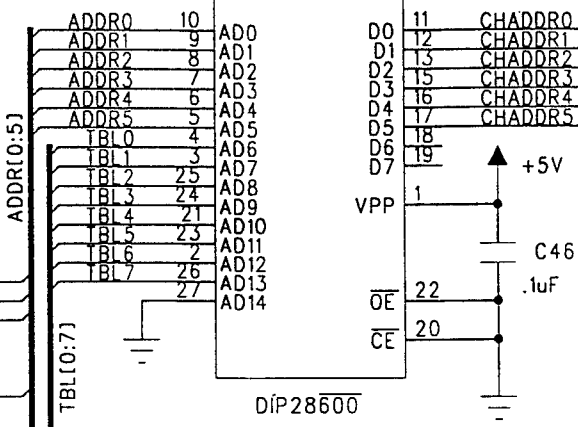 ADDR0 10 AD0 D0 11 CHADDR0
ADDR1 9 AD1 D1 12 CHADDR1
ADDR2 8 AD2 D2 13 CHADDR2
ADDR3 7 AD3 D3 15 CHADDR3
ADDR4 6 AD4 D4 16 CHADDR4
ADDR5 5 AD5 D5 17 CHADDR5
TBL0 4 AD6 D6 18
TBL1 3 AD7 D7 19
TBL2 25 AD8
TBL3 24 AD9 VPP 1
TBL4 21 AD10
TBL5 23 AD11
TBL6 2 AD12
TBL7 26 AD13
27 AD14
OE 22
CE 20
+5V
C46
.1uF
ADDR[0:5]
TBL[0:7]
DIP28600